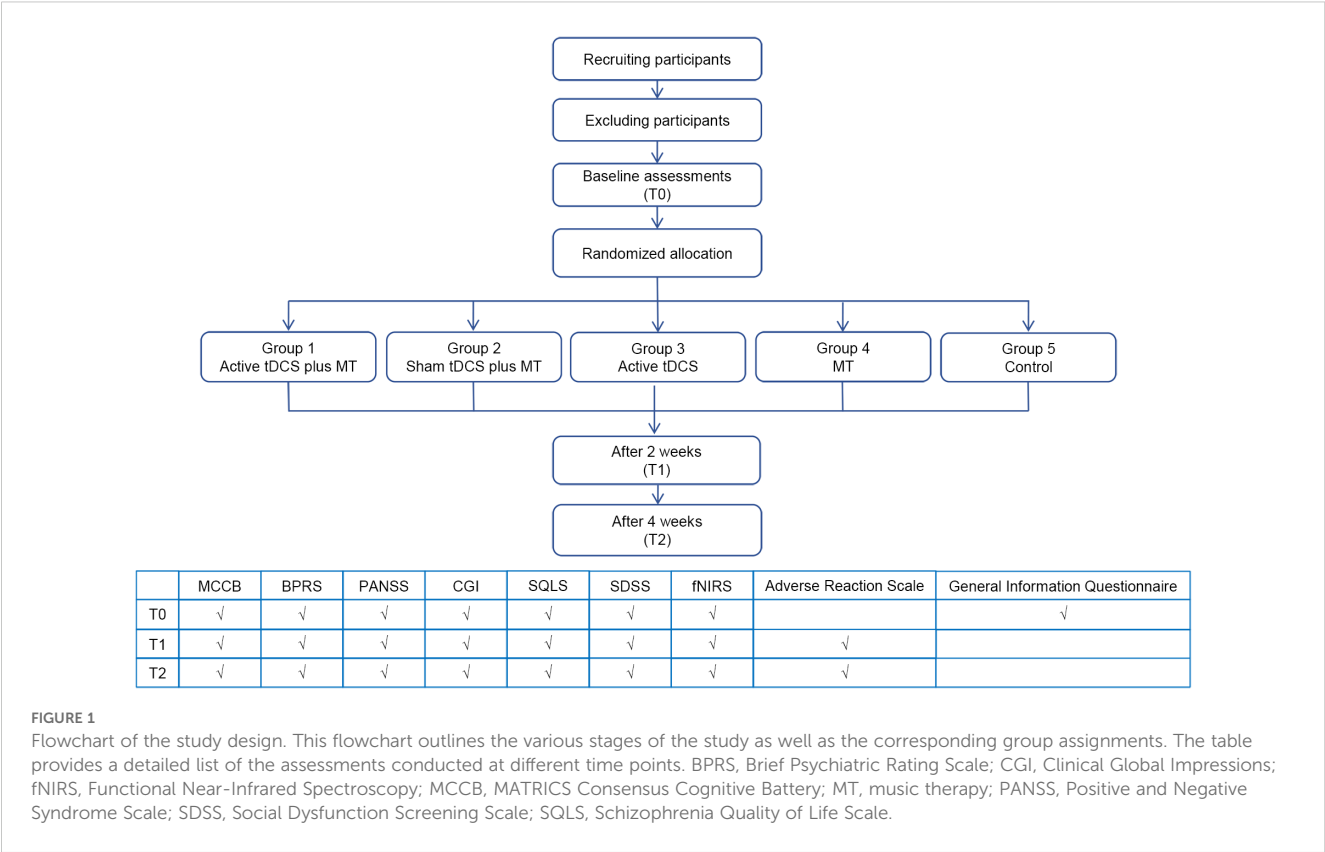 Recruiting participants
Excluding participants
Baseline assessments
(T0)
Randomized allocation
Group 1
Active tDCS plus MT
Group 2
Sham tDCS plus MT
Group 3
Active tDCS
Group 4
MT
Group 5
Control
After 2 weeks
(T1)
After 4 weeks
(T2)
MCCB BPRS PANSS CGI SQLS SDSS fNIRS Adverse Reaction Scale General Information Questionnaire
T0 √ √ √ √ √ √ √ √
T1 √ √ √ √ √ √ √ √
T2 √ √ √ √ √ √ √ √
FIGURE 1
Flowchart of the study design. This flowchart outlines the various stages of the study as well as the corresponding group assignments. The table
provides a detailed list of the assessments conducted at different time points. BPRS, Brief Psychiatric Rating Scale; CGI, Clinical Global Impressions;
fNIRS, Functional Near-Infrared Spectroscopy; MCCB, MATRICS Consensus Cognitive Battery; MT, music therapy; PANSS, Positive and Negative
Syndrome Scale; SDSS, Social Dysfunction Screening Scale; SQLS, Schizophrenia Quality of Life Scale.